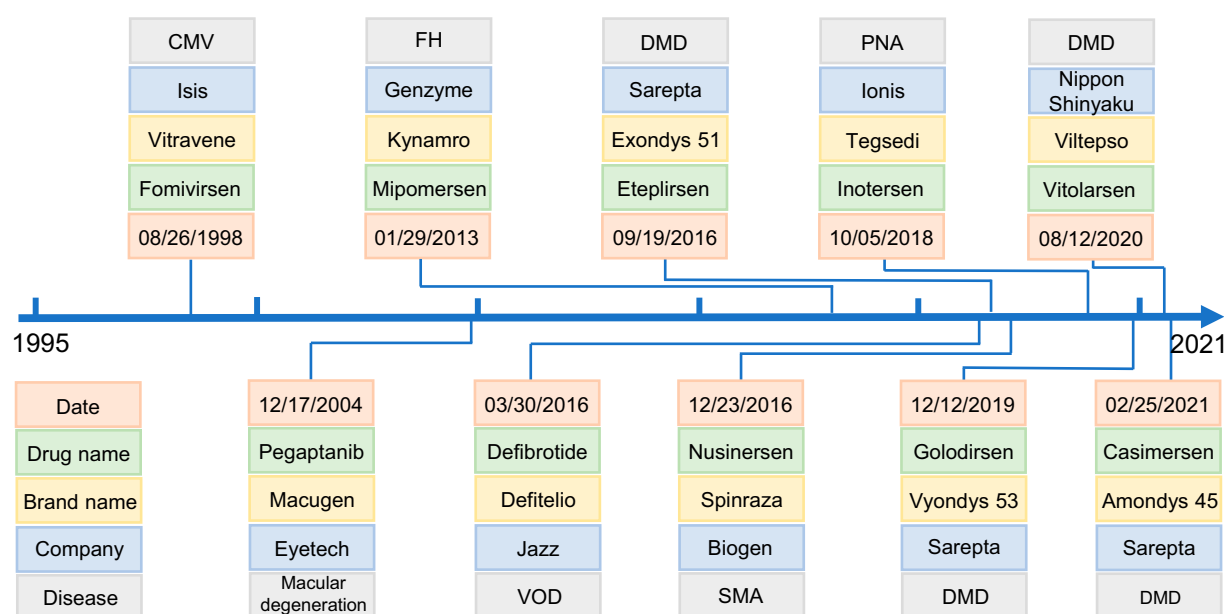 CMV
Isis
Vitravene
Fomivirsen
08/26/1998
FH
Genzyme
Kynamro
Mipomersen
01/29/2013
DMD
Sarepta
Exondys 51
Eteplirsen
09/19/2016
PNA
Ionis
Tegsedi
Inotersen
10/05/2018
DMD
Nippon
Shinyaku
Viltepso
Vitolarsen
08/12/2020
1995
2021
Date
Drug name
Brand name
Company
Disease
12/17/2004
Pegaptanib
Macugen
Eyetech
Macular
degeneration
03/30/2016
Defibrotide
Defitelio
Jazz
VOD
12/23/2016
Nusinersen
Spinraza
Biogen
SMA
12/12/2019
Golodirsen
Vyondys 53
Sarepta
DMD
02/25/2021
Casimersen
Amondys 45
Sarepta
DMD